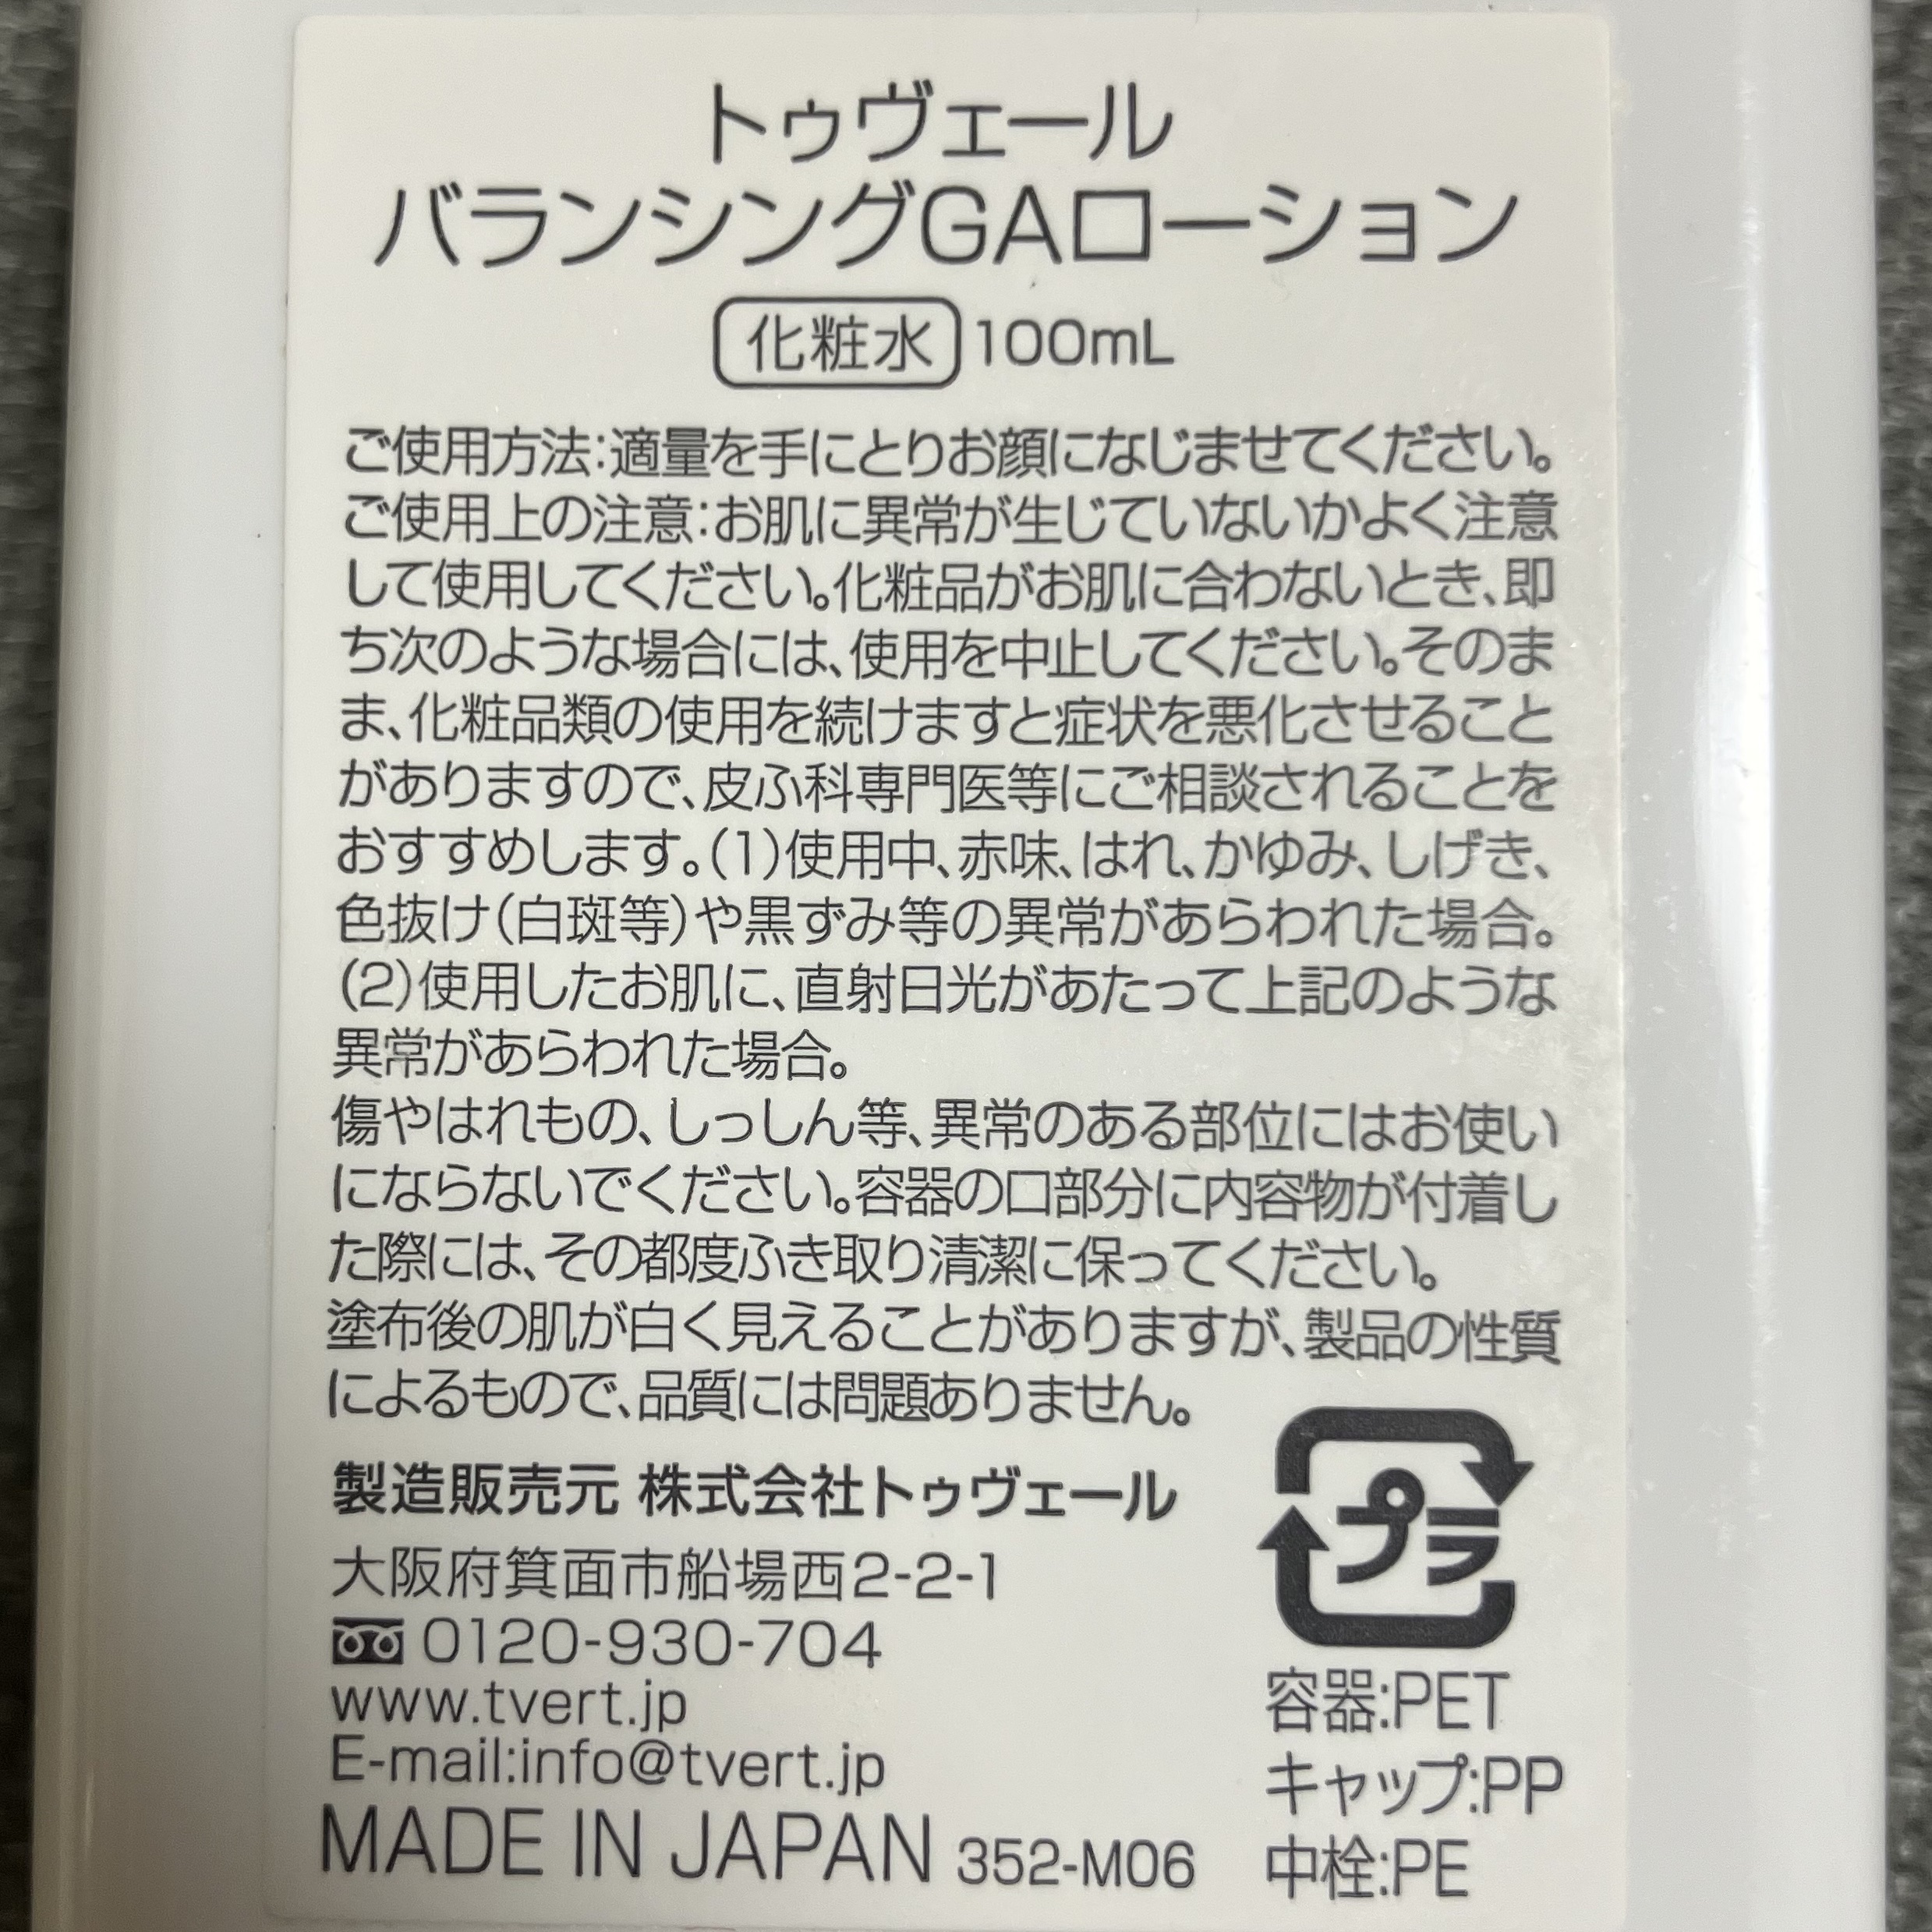 トゥヴェール
バランシングGAローション
化粧水 100mL
ご使用方法:適量を手にとりお顔になじませてください。
ご使用上の注意:お肌に異常が生じていないかよく注意
して使用してください。化粧品がお肌に合わないとき、即
ち次のような場合には、使用を中止してください。そのま
ま、化粧品類の使用を続けますと症状を悪化させること
がありますので、皮ふ科専門医等にご相談されることを
おすすめします。(1)使用中、赤味、はれ、かゆみ、しげき、
色抜け(白斑等)や黒ずみ等の異常があらわれた場合。
(2)使用したお肌に、直射日光があたって上記のような
異常があらわれた場合。
傷やはれもの、しっしん等、異常のある部位にはお使い
にならないでください。容器の口部分に内容物が付着し
た際には、その都度ふき取り清潔に保ってください。
塗布後の肌が白く見えることがありますが、製品の性質
によるもので、品質には問題ありません。
製造販売元 株式会社トゥヴェール
大阪府箕面市船場西2-2-1
0120-930-704
www.tvert.jp
E-mail:info@tvert.jp
MADE IN JAPAN 352-M06
プラ
容器:PET
キャップ:PP
中栓:PE